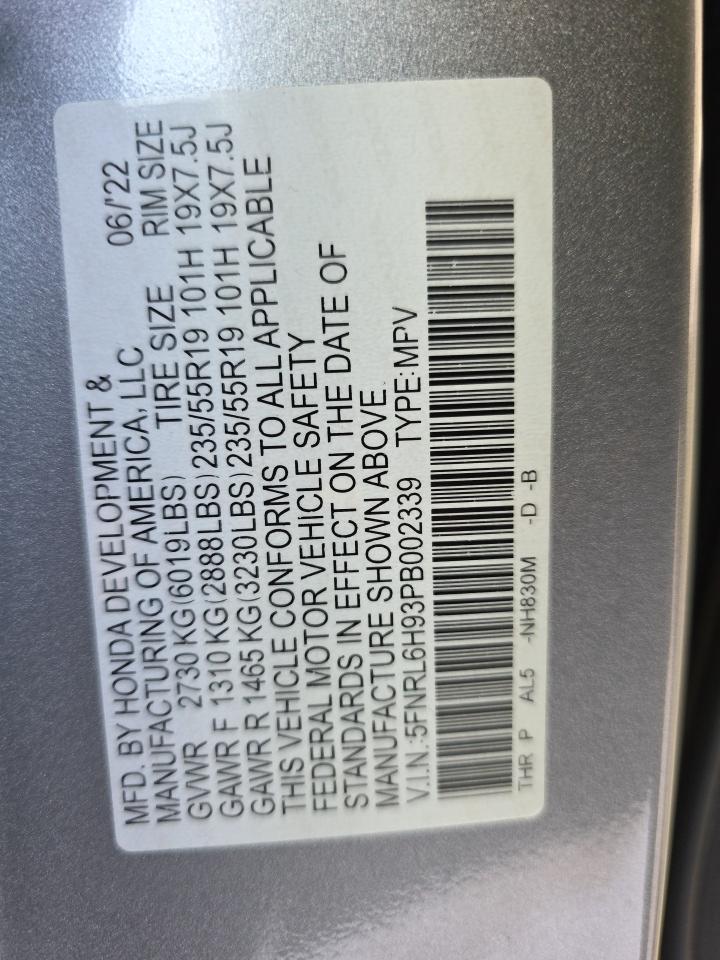 MFD. BY HONDA DEVELOPMENT &
MANUFACTURING OF AMERICA, LLC 06/'22
GVWR 2730 KG(6019LBS) TIRE SIZE RIM SIZE
GAWR F 1310 KG(2888LBS)235/55R19 101H 19X7.5J
GAWR R 1465 KG(3230LBS)235/55R19 101H 19X7.5J
THIS VEHICLE CONFORMS TO ALL APPLICABLE
FEDERAL MOTOR VEHICLE SAFETY
STANDARDS IN EFFECT ON THE DATE OF
MANUFACTURE SHOWN ABOVE.
V.I.N.:5FNRL6H93PB002339 TYPE:MPV
THR P AL5 -NH830M -D -B